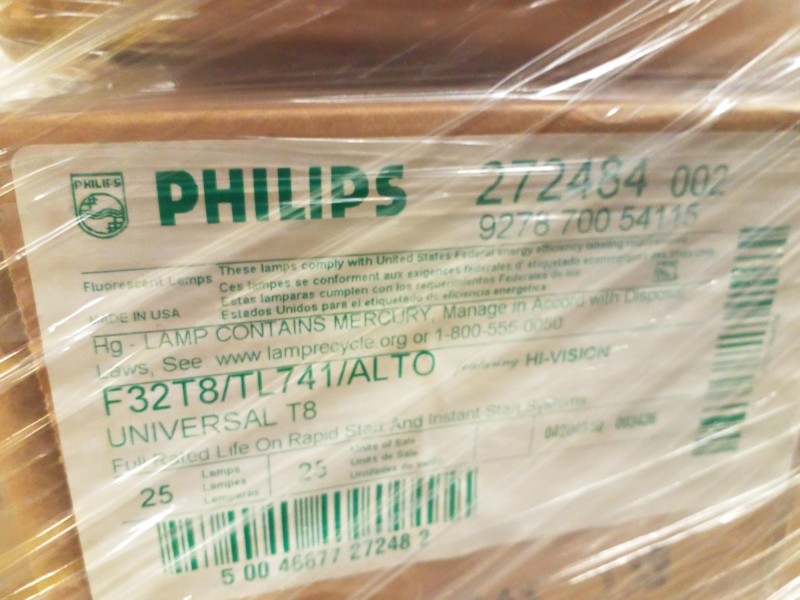 PHILIPS
PHILIPS
272484 002
9278 700 54115
Fluorescent Lamps
MADE IN USA
These lamps comply with United States Federal energy efficiency labeling
Ces lampes se conforment aux exigences federales d' etiquetage
Estas lamparas cumplen con los requerimientos Federales de los
Estados Unidos para el etiquetado de eficiencia energetica
Hg - LAMP CONTAINS MERCURY, Manage in Accord with Disposal
Laws, See www.lamprecycle.org or 1-800-555-0050
F32T8/TL741/ALTO featuring HI-VISION
UNIVERSAL T8
Full Rated Life On Rapid Start And Instant Start Systems
25 Lamps
Lampes
Lamparas
25 Units of Sale
Unités de Sale
Unidades de
5 00 46677 27248 2